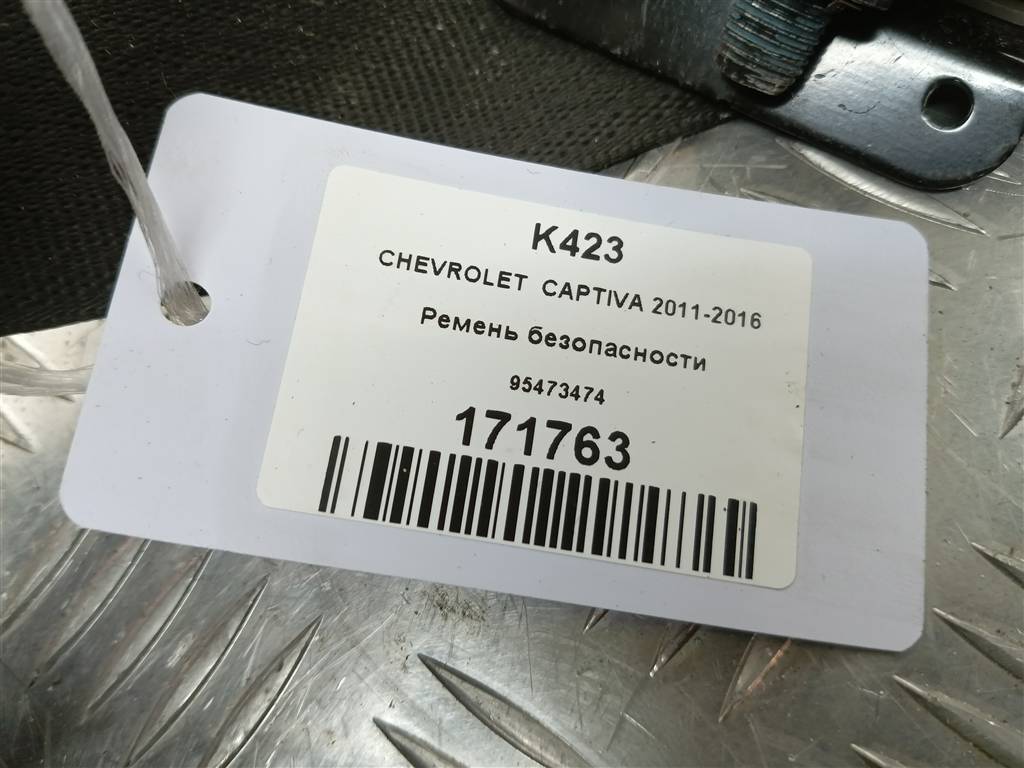 K423
CHEVROLET CAPTIVA 2011-2016
Ремень безопасности
95473474
171763